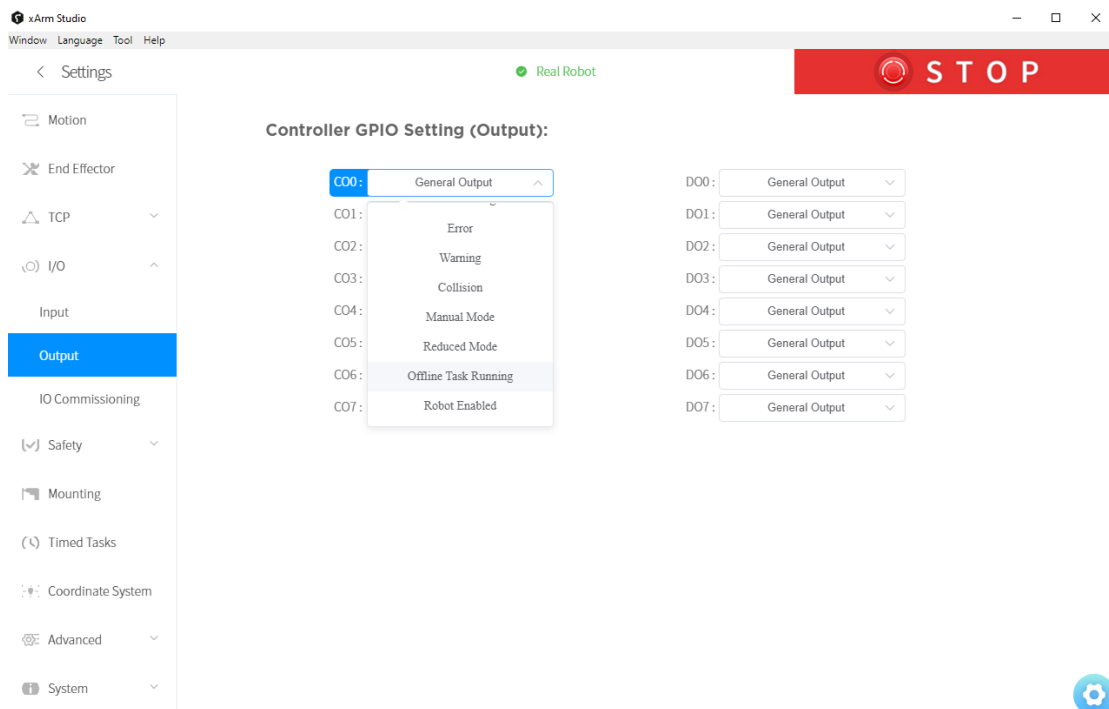 xArm Studio
Window Language Tool Help
Settings
Real Robot
STOP
Motion
End Effector
TCP
I/O
Input
Output
IO Commissioning
Safety
Mounting
Timed Tasks
Coordinate System
Advanced
System
Controller GPIO Setting (Output):
CO0 : General Output
CO1 :
CO2 :
CO3 :
CO4 :
CO5 :
CO6 :
CO7 :
Error
Warning
Collision
Manual Mode
Reduced Mode
Offline Task Running
Robot Enabled
DO0 : General Output
DO1 : General Output
DO2 : General Output
DO3 : General Output
DO4 : General Output
DO5 : General Output
DO6 : General Output
DO7 : General Output